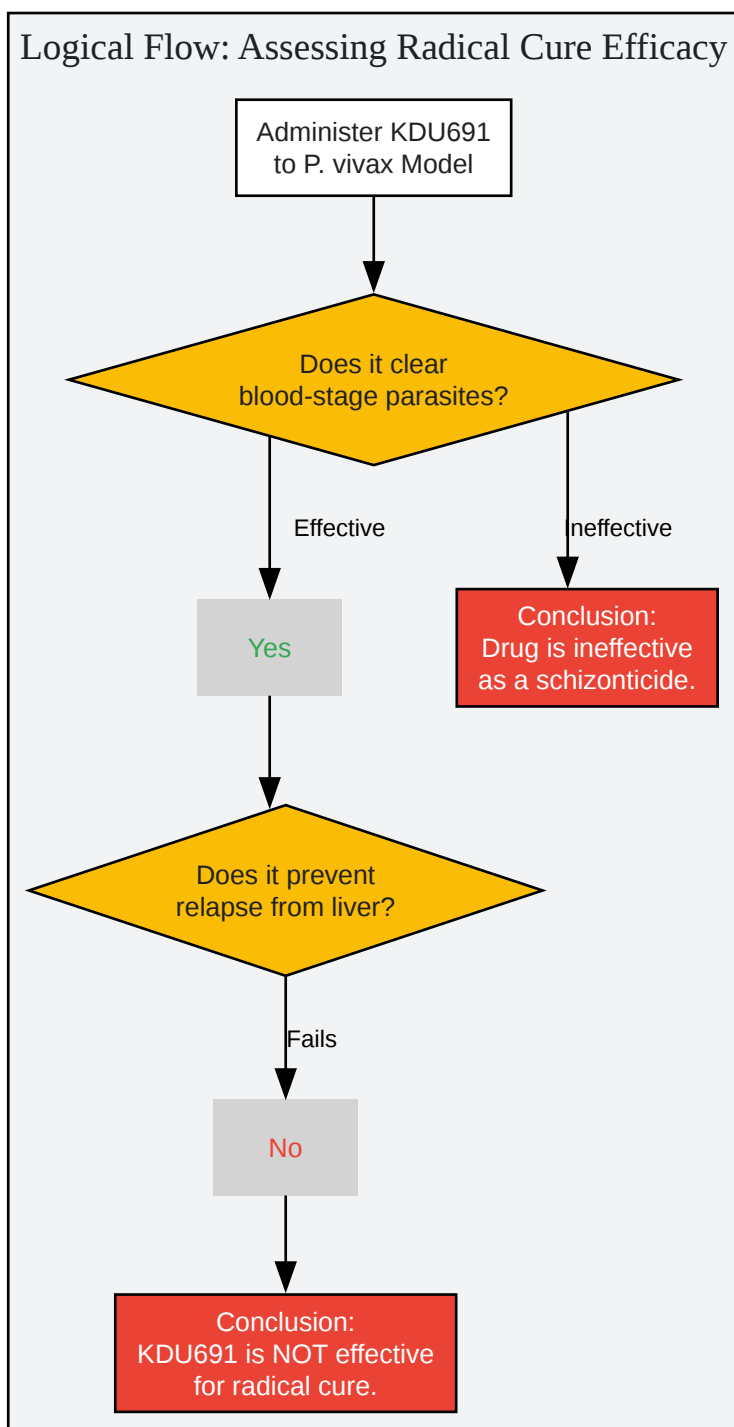 Logical Flow: Assessing Radical Cure Efficacy
Administer KDU691
to P. vivax Model
Does it clear
blood-stage parasites?
Effective
Ineffective
Yes
Conclusion:
Drug is ineffective
as a schizonticide.
Does it prevent
relapse from liver?
Fails
No
Conclusion:
KDU691 is NOT effective
for radical cure.